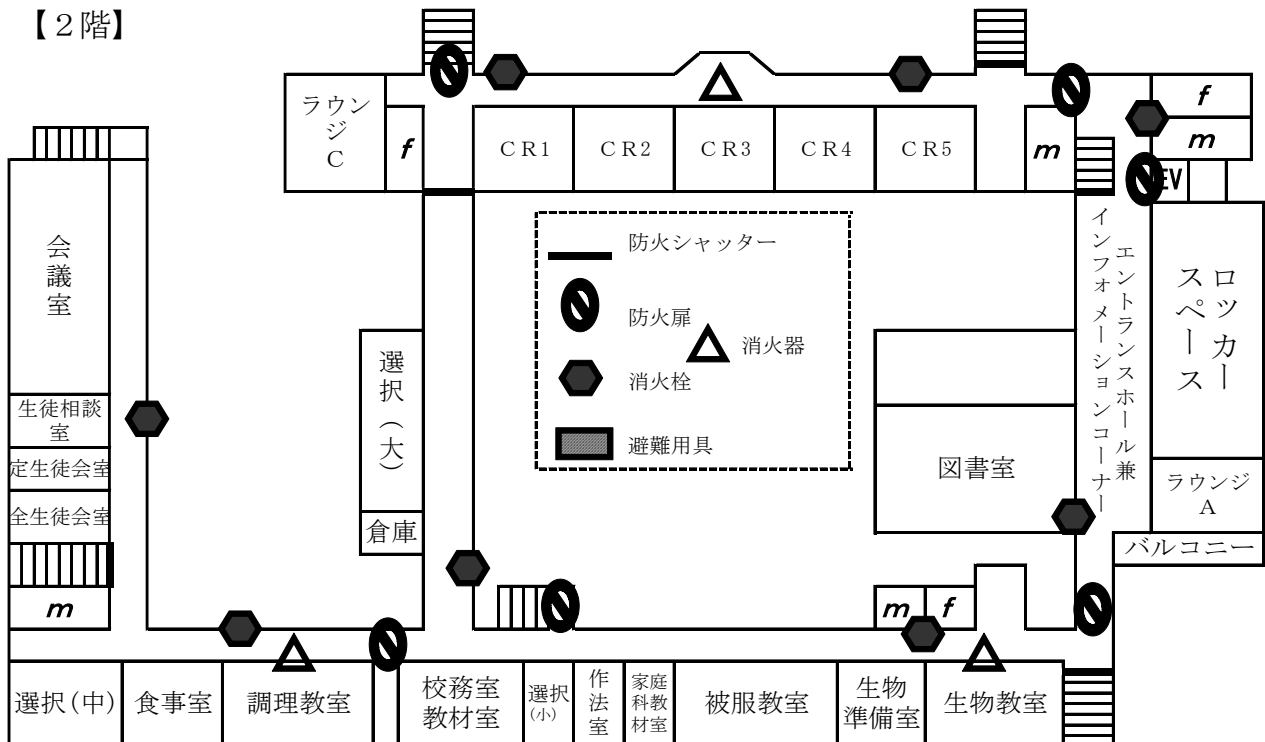 【２階】
ラウン
ジ
C
f
ＣＲ1
ＣＲ2
ＣＲ3
ＣＲ4
ＣＲ5
m
f
m
EV
会議室
生徒相談
室
定生徒会室
全生徒会室
m
選択（大）
倉庫
防火シャッター
防火扉
消火器
消火栓
避難用具
図書室
エントランスホール兼
インフォメーションコーナー
ロッカー
スペース
ラウンジ
A
バルコニー
m
f
選択(中)
食事室
調理教室
校務室
教材室
選択
(小)
作法室
家庭
科教
材室
被服教室
生物
準備室
生物教室